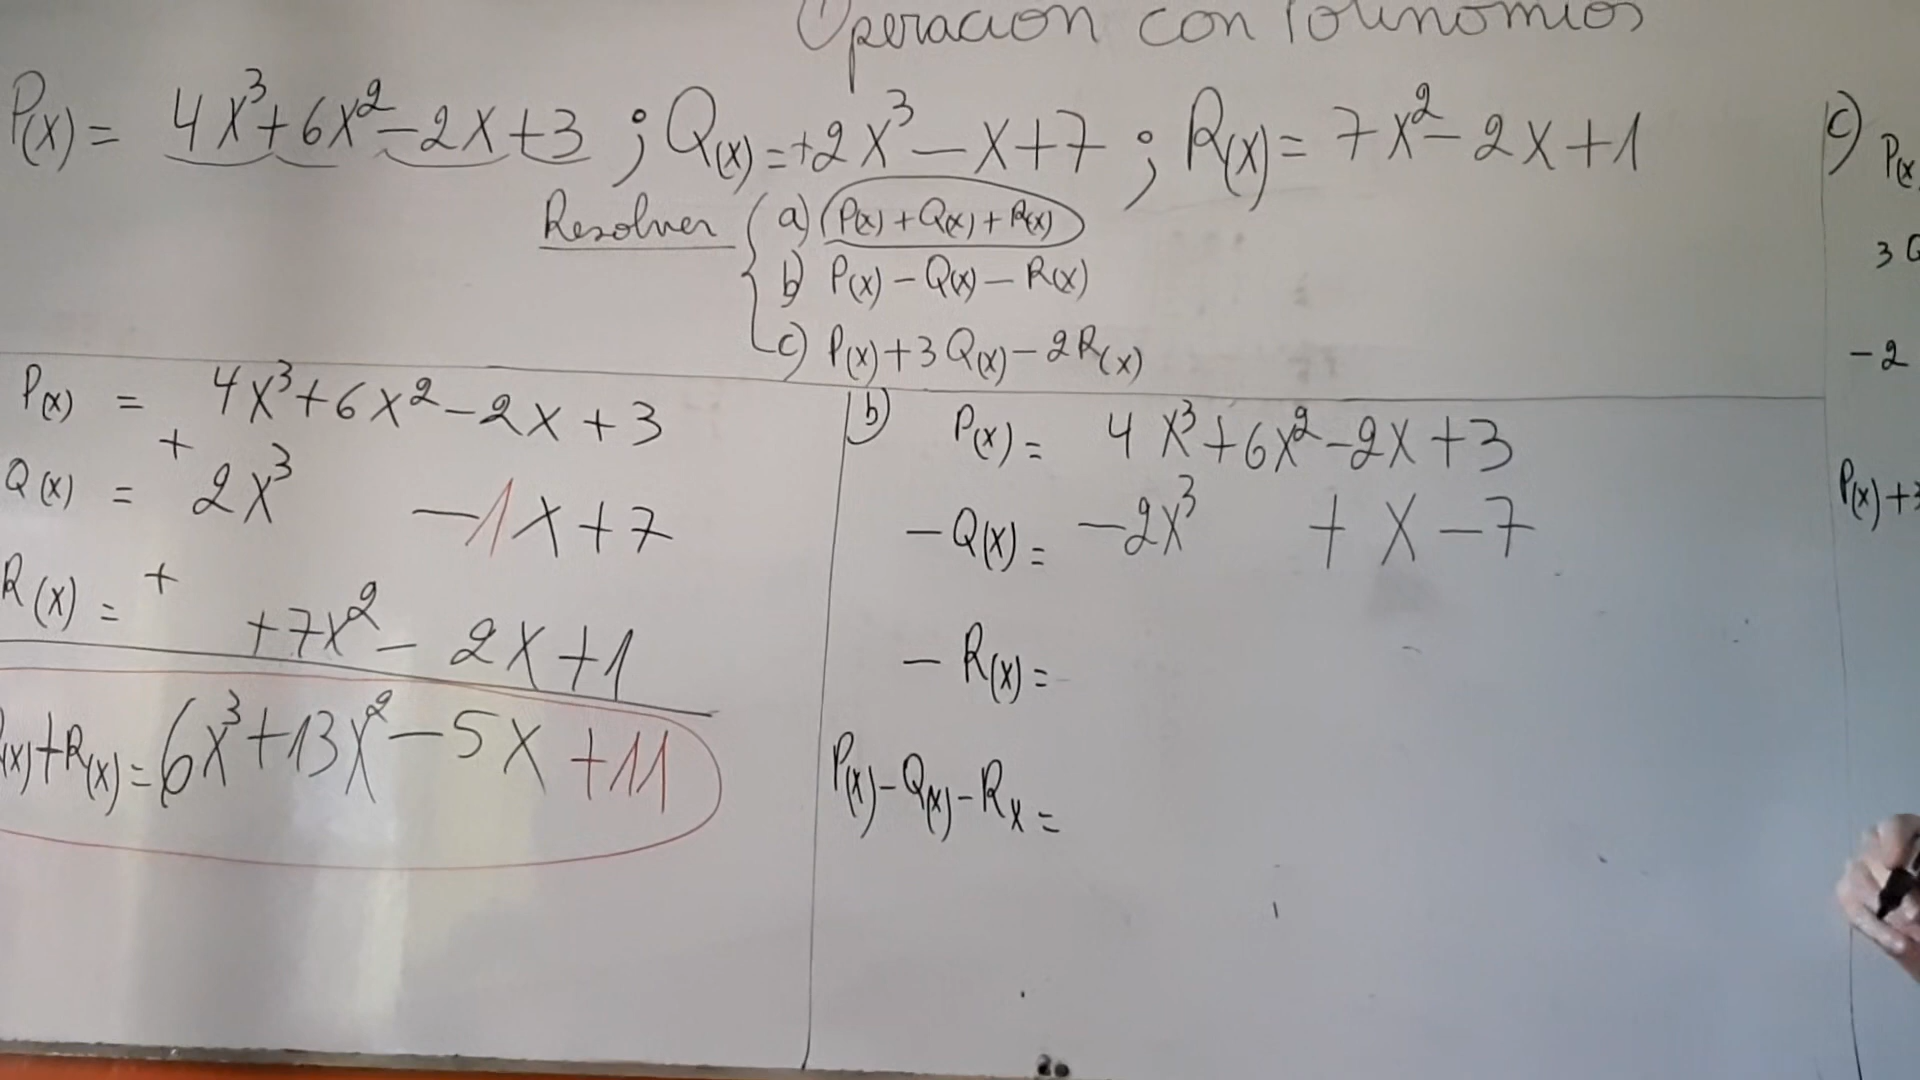 Operacion con Polinomios
P(x) = 4x³+6x²-2x+3 ; Q(x) = +2x³-x+7 ; R(x) = 7x²-2x+1
Resolver
a) P(x)+Q(x)+R(x)
b) P(x)-Q(x)-R(x)
c) P(x)+3Q(x)-2R(x)
P(x) = 4x³+6x²-2x+3
+
Q(x) = 2x³ -1x+7
+
R(x) = +7x²-2x+1
(x)+R(x)= 6x³+13x²-5x+11
b) P(x) = 4x³+6x²-2x+3
-Q(x) = -2x³ +x-7
-R(x) =
P(x)-Q(x)-Rx =
c) P(x
3
-2
P(x)+3